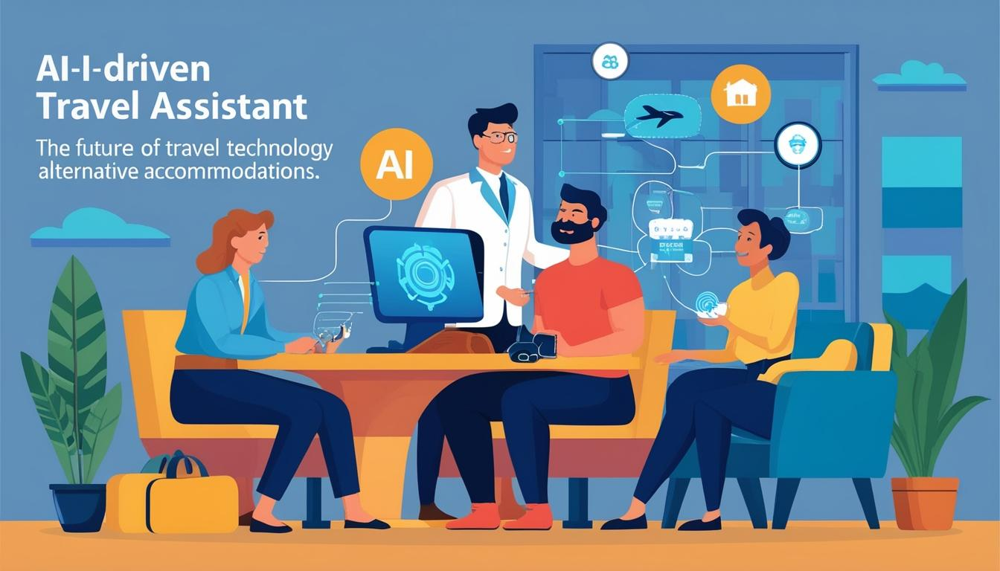 AI-I-driven
Travel Assistant
The future of travel technology
alternative accommodations.
AI